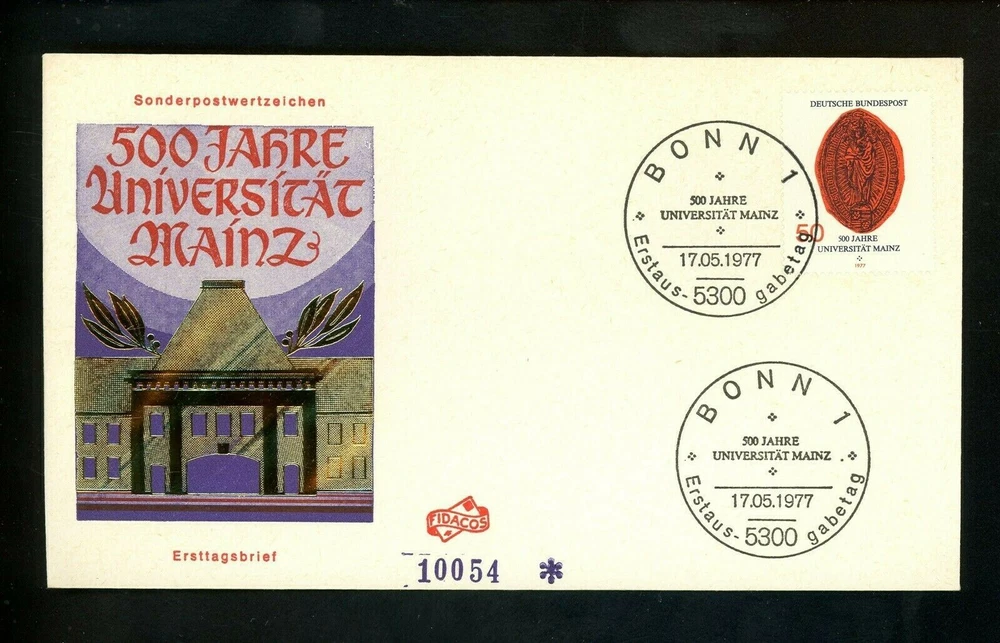 Sonderpostwertzeichen
500 JAHRE
UNIVERSITÄT
MAINZ
Ersttagsbrief
FIDACOS
10054 *
DEUTSCHE BUNDESPOST
50
500 JAHRE
UNIVERSITÄT MAINZ
1977
BONN 1
500 JAHRE
UNIVERSITÄT MAINZ
17.05.1977
5300
Erstaus- gabetag
BONN 1
500 JAHRE
UNIVERSITÄT MAINZ
17.05.1977
5300
Erstaus- gabetag